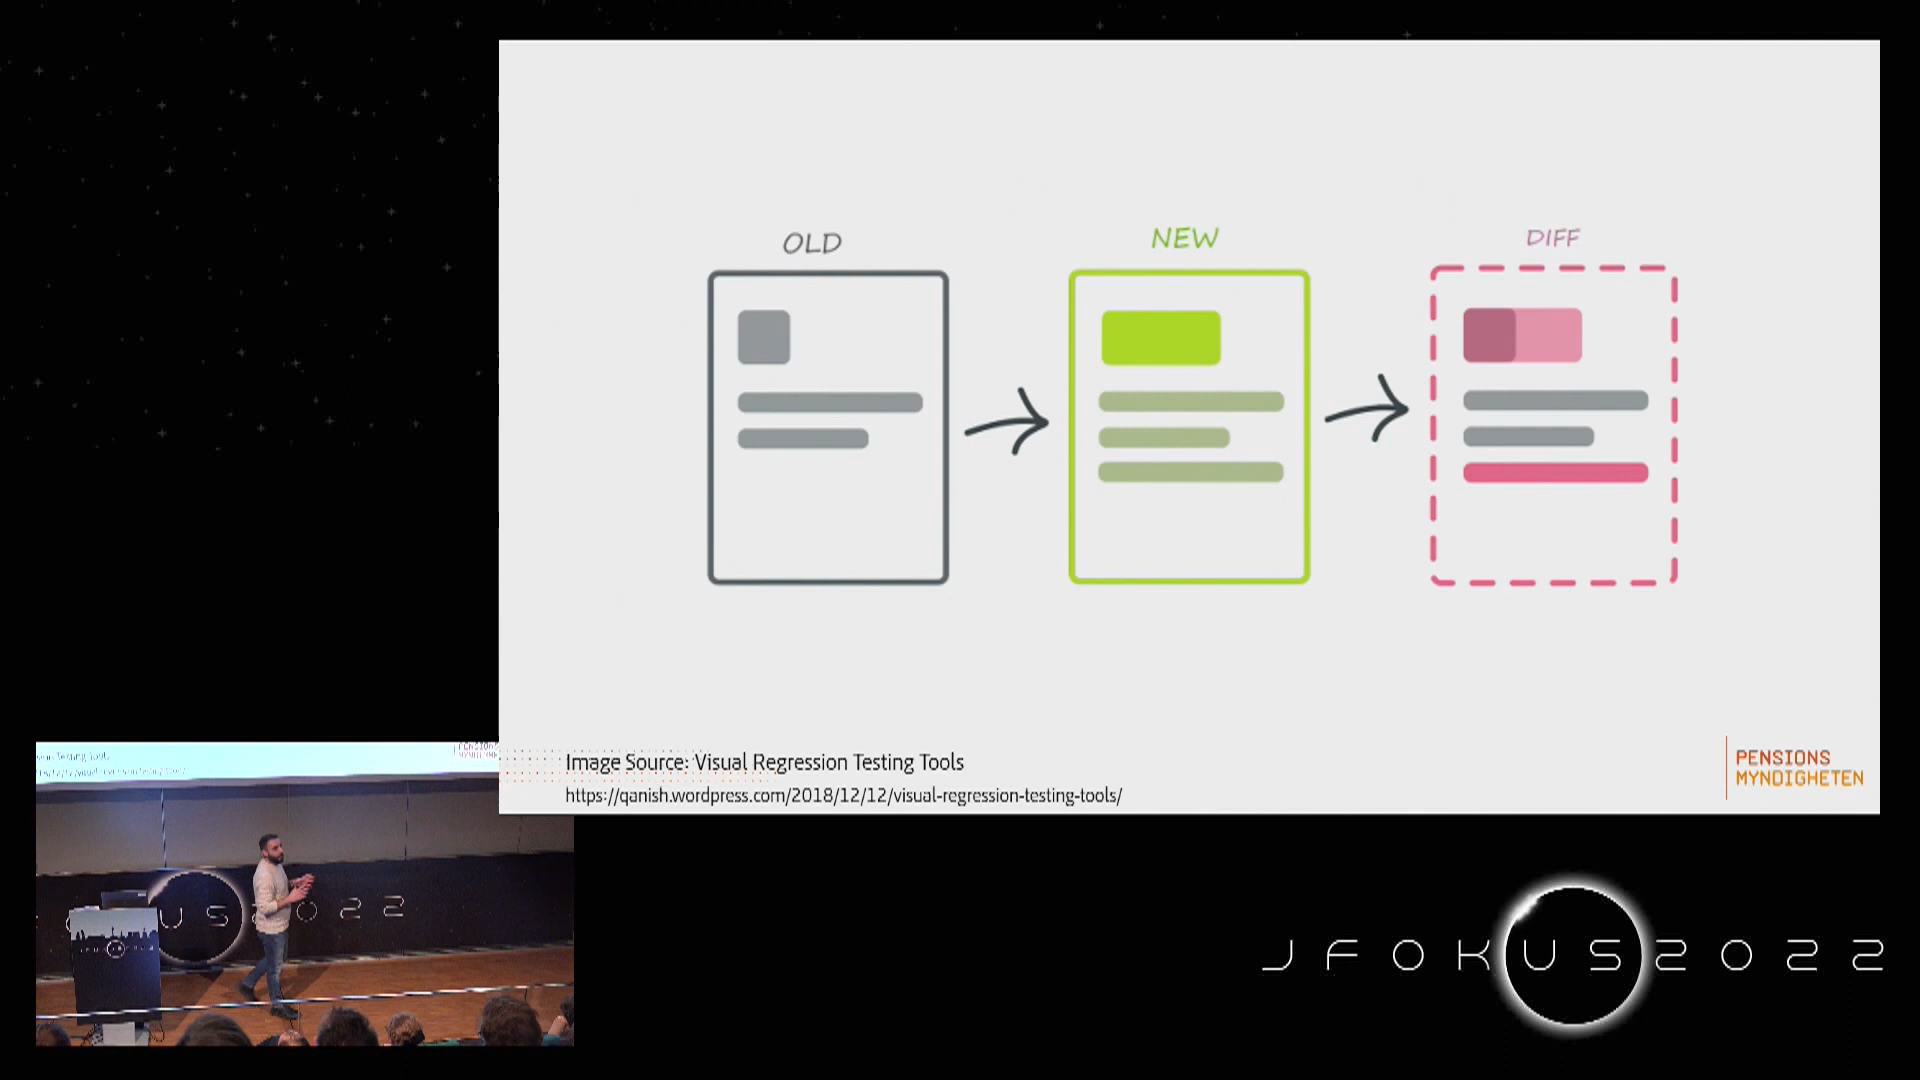 OLD
NEW
DIFF
Image Source: Visual Regression Testing Tools
https://qanish.wordpress.com/2018/12/12/visual-regression-testing-tools/
PENSIONS
MYNDIGHETEN
JFOKUS2022